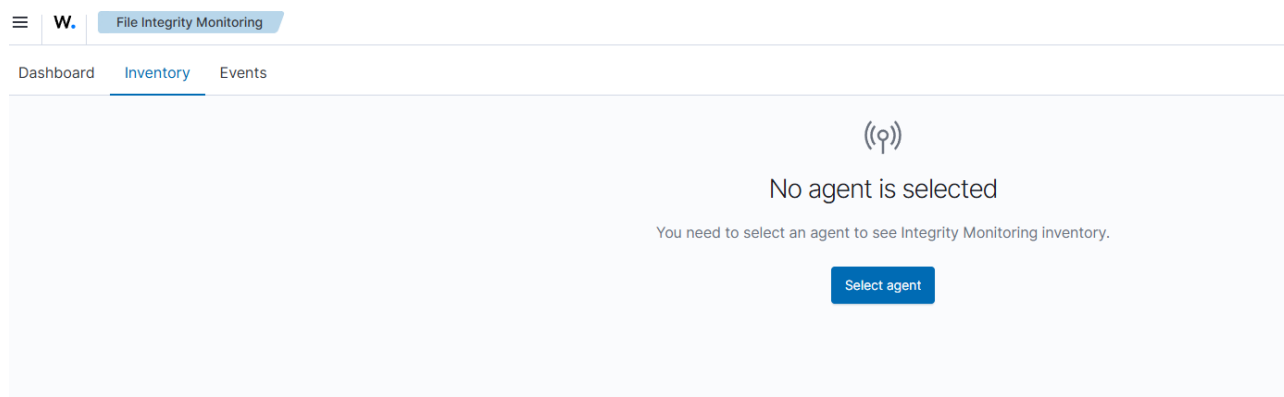 W. File Integrity Monitoring
Dashboard Inventory Events
No agent is selected
You need to select an agent to see Integrity Monitoring inventory.
Select agent